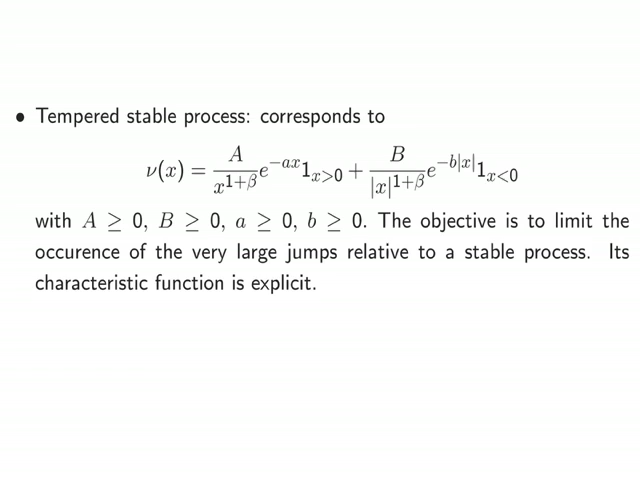 • Tempered stable process: corresponds to
ν(x) = A/x^{1+β} e^{−ax} 1_{x>0} + B/|x|^{1+β} e^{−b|x|} 1_{x<0}
with A ≥ 0, B ≥ 0, a ≥ 0, b ≥ 0. The objective is to limit the
occurence of the very large jumps relative to a stable process. Its
characteristic function is explicit.